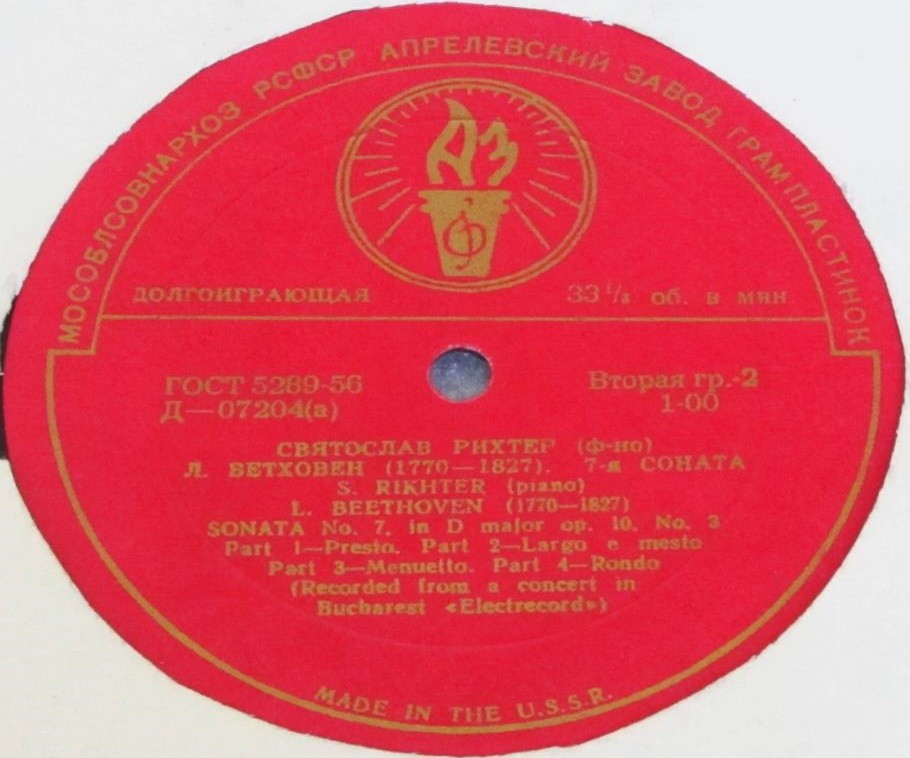 МОСОБЛСОВНАРХОЗ РСФСР АПРЕЛЕВСКИЙ ЗАВОД ГРАМПЛАСТИНОК
АЗ
ДОЛГОИГРАЮЩАЯ 33 1/3 об. в мин
ГОСТ 5289-56 Вторая гр.-2
Д—07204(а) 1-00
СВЯТОСЛАВ РИХТЕР (ф-но)
Л. БЕТХОВЕН (1770—1827). 7-я СОНАТА
S. RIKHTER (piano)
L. BEETHOVEN (1770—1827)
SONATA No. 7, in D major op. 10, No. 3
Part 1—Presto. Part 2—Largo e mesto
Part 3—Menuetto. Part 4—Rondo
(Recorded from a concert in
Bucharest «Electrecord»)
MADE IN THE U.S.S.R.